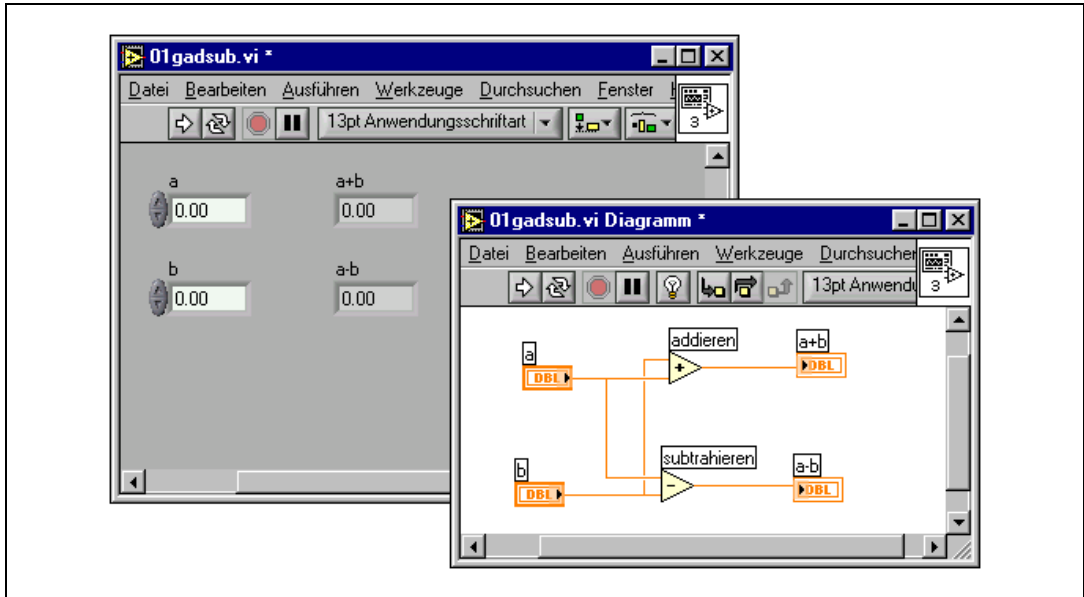 01gadsub.vi *
Datei Bearbeiten Ausführen Werkzeuge Durchsuchen Fenster
13pt Anwendungsschriftart
3
a a+b
0.00 0.00
b a-b
0.00 0.00
01gadsub.vi Diagramm *
Datei Bearbeiten Ausführen Werkzeuge Durchsuchen
13pt Anwendu
3
a addieren a+b
DBL + DBL
b subtrahieren a-b
DBL - DBL